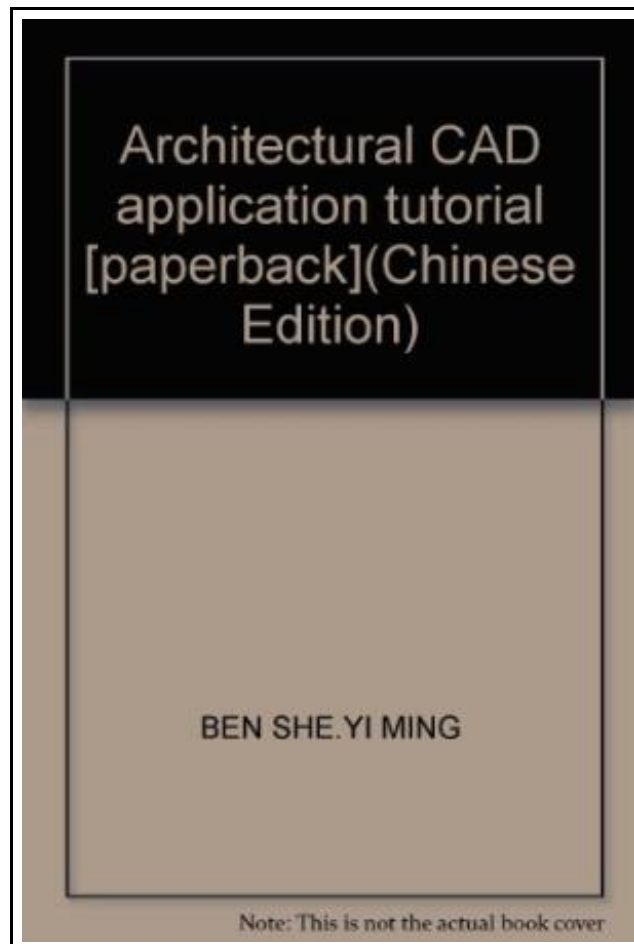 Architectural CAD
application tutorial
[paperback](Chinese
Edition)
BEN SHE.YI MING
Note: This is not the actual book cover